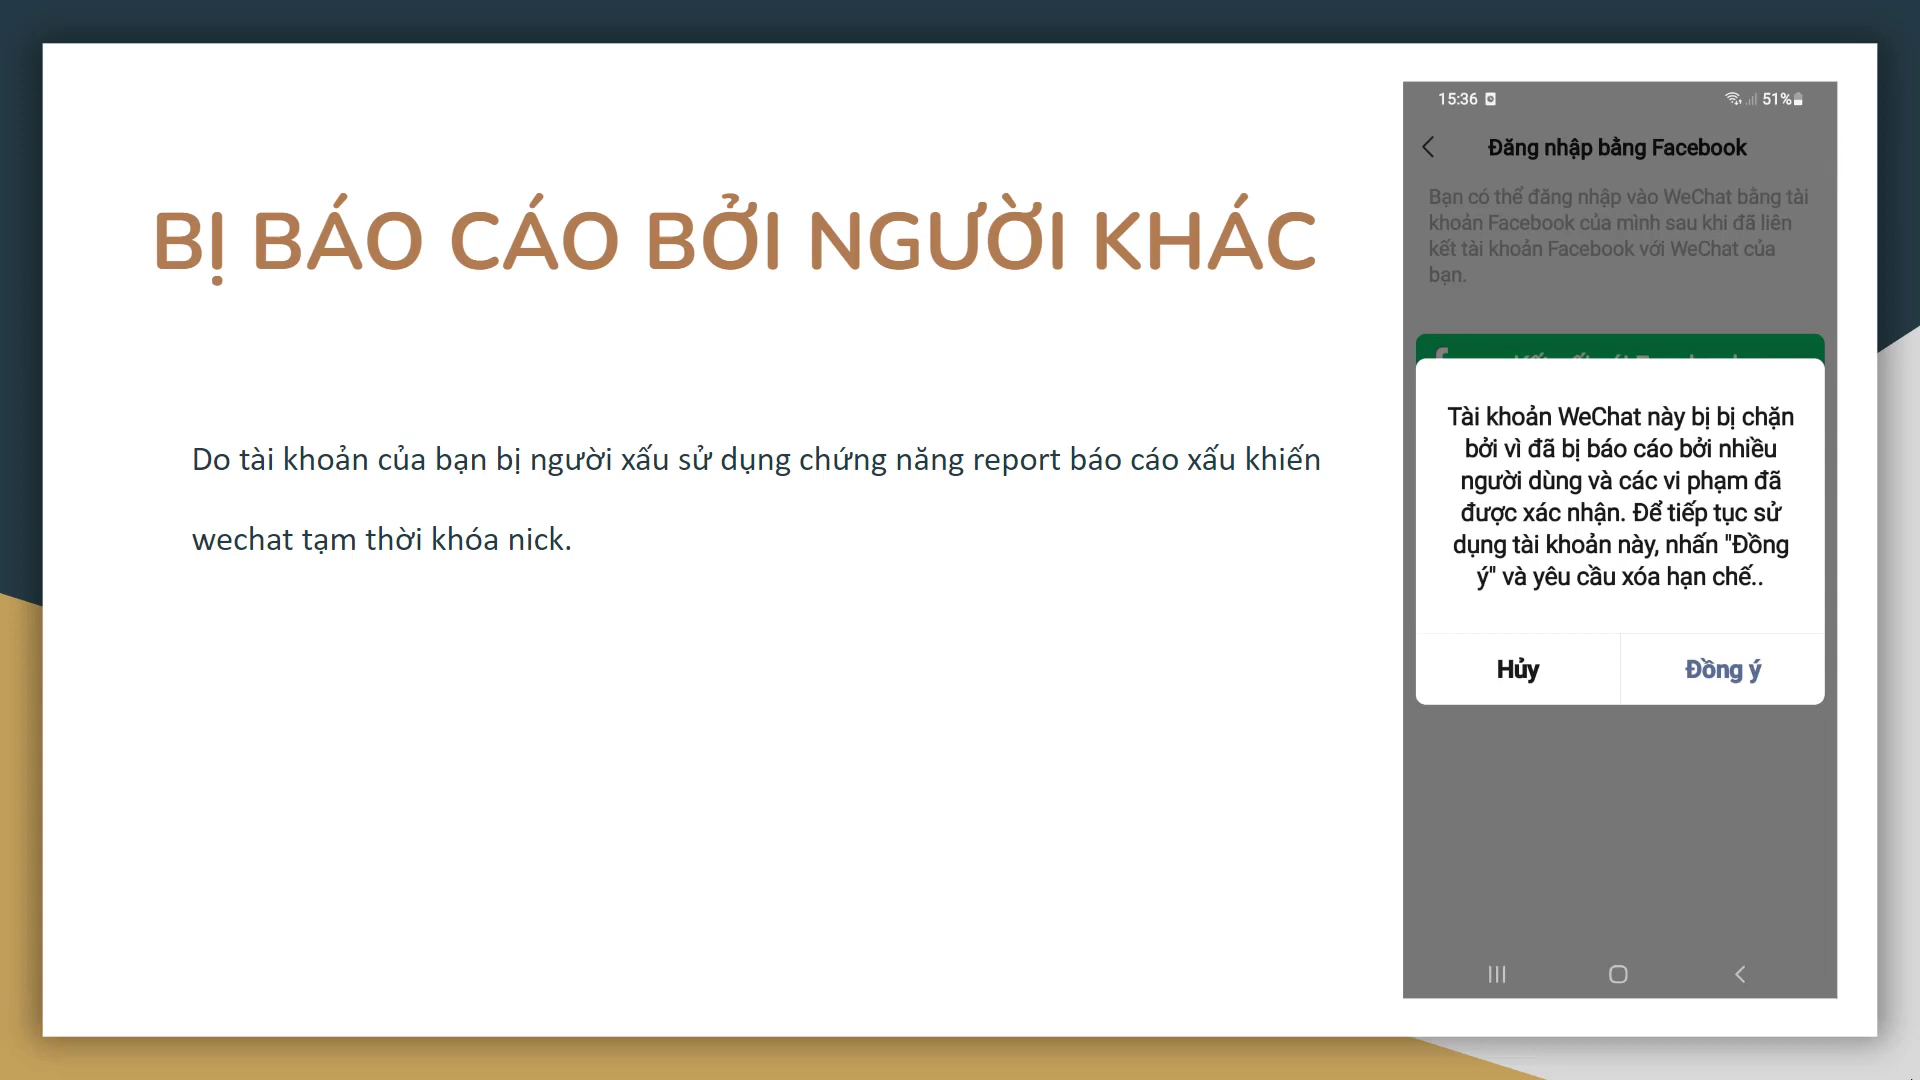 BỊ BÁO CÁO BỞI NGƯỜI KHÁC
Do tài khoản của bạn bị người xấu sử dụng chứng năng report báo cáo xấu khiến
wechat tạm thời khóa nick.
15:36
51%
Đăng nhập bằng Facebook
Bạn có thể đăng nhập vào WeChat bằng tài
khoản Facebook của mình sau khi đã liên
kết tài khoản Facebook với WeChat của
bạn.
Tài khoản WeChat này bị bị chặn
bởi vì đã bị báo cáo bởi nhiều
người dùng và các vi phạm đã
được xác nhận. Để tiếp tục sử
dụng tài khoản này, nhấn "Đồng
ý" và yêu cầu xóa hạn chế..
Hủy
Đồng ý